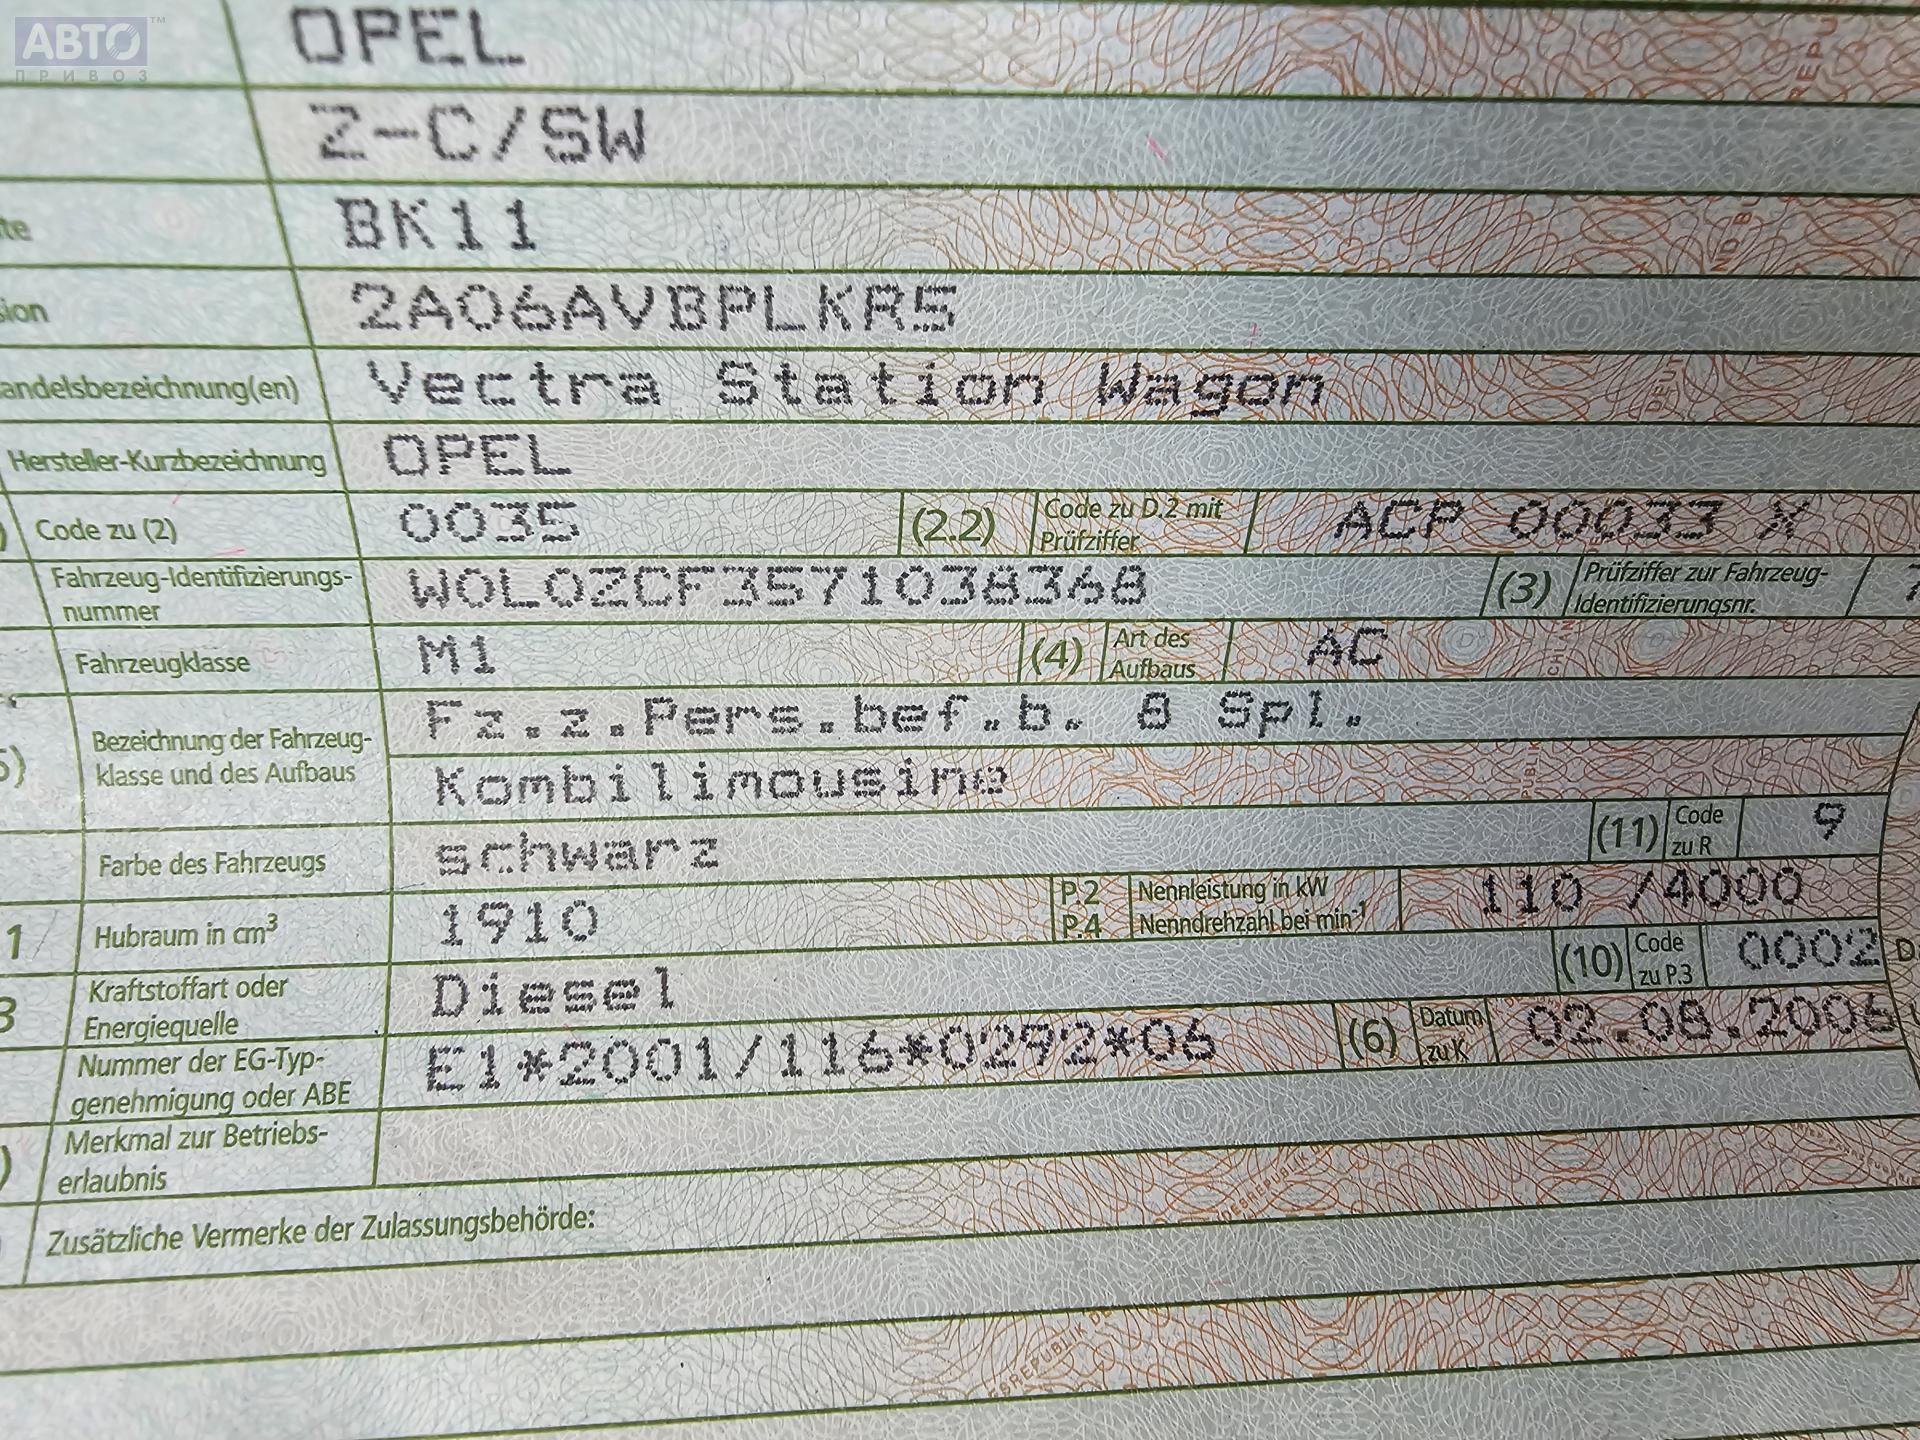 АВТО™
ПРИВОЗ
OPEL
Z-C/SW
BK11
2A06AVBPLKR5
andelsbezeichnung(en) Vectra Station Wagon
Hersteller-Kurzbezeichnung OPEL
Code zu (2) 0035 (2.2) Code zu D.2 mit Prüfziffer ACP 00033 X
Fahrzeug-Identifizierungs-
nummer W0L0ZCF3571038368 (3) Prüfziffer zur Fahrzeug-
Identifizierungsnr. 7
Fahrzeugklasse M1 (4) Art des Aufbaus AC
Bezeichnung der Fahrzeug-
klasse und des Aufbaus
Fz.z.Pers.bef.b. 8 Spl.
Kombilimousine
Farbe des Fahrzeugs schwarz (11) Code zu R 9
1 Hubraum in cm³ 1910 P.2 Nennleistung in kW
P.4 Nenndrehzahl bei min⁻¹ 110 /4000
3 Kraftstoffart oder
Energiequelle Diesel (10) Code zu P.3 0002
Nummer der EG-Typ-
genehmigung oder ABE E1*2001/116*0292*06 (6) Datum zu K 02.08.2006
Merkmal zur Betriebs-
erlaubnis
Zusätzliche Vermerke der Zulassungsbehörde: